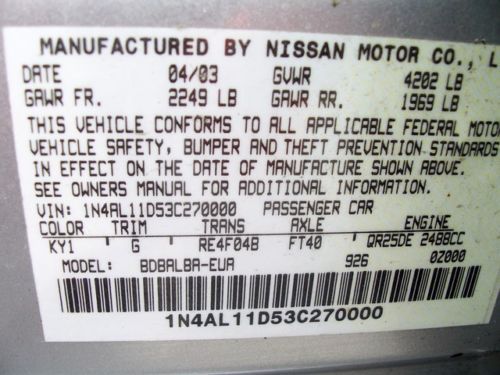 MANUFACTURED BY NISSAN MOTOR CO., L
DATE 04/03 GVWR 4202 LB
GAWR FR. 2249 LB GAWR RR. 1969 LB
THIS VEHICLE CONFORMS TO ALL APPLICABLE FEDERAL MOTO
VEHICLE SAFETY, BUMPER AND THEFT PREVENTION STANDARDS
IN EFFECT ON THE DATE OF MANUFACTURE SHOWN ABOVE.
SEE OWNERS MANUAL FOR ADDITIONAL INFORMATION.
VIN: 1N4AL11D53C270000 PASSENGER CAR
COLOR TRIM TRANS AXLE ENGINE
KY1 G RE4F04B FT40 QR25DE 2488CC
MODEL: BDBALBA-EUA 926 0Z000
1N4AL11D53C270000